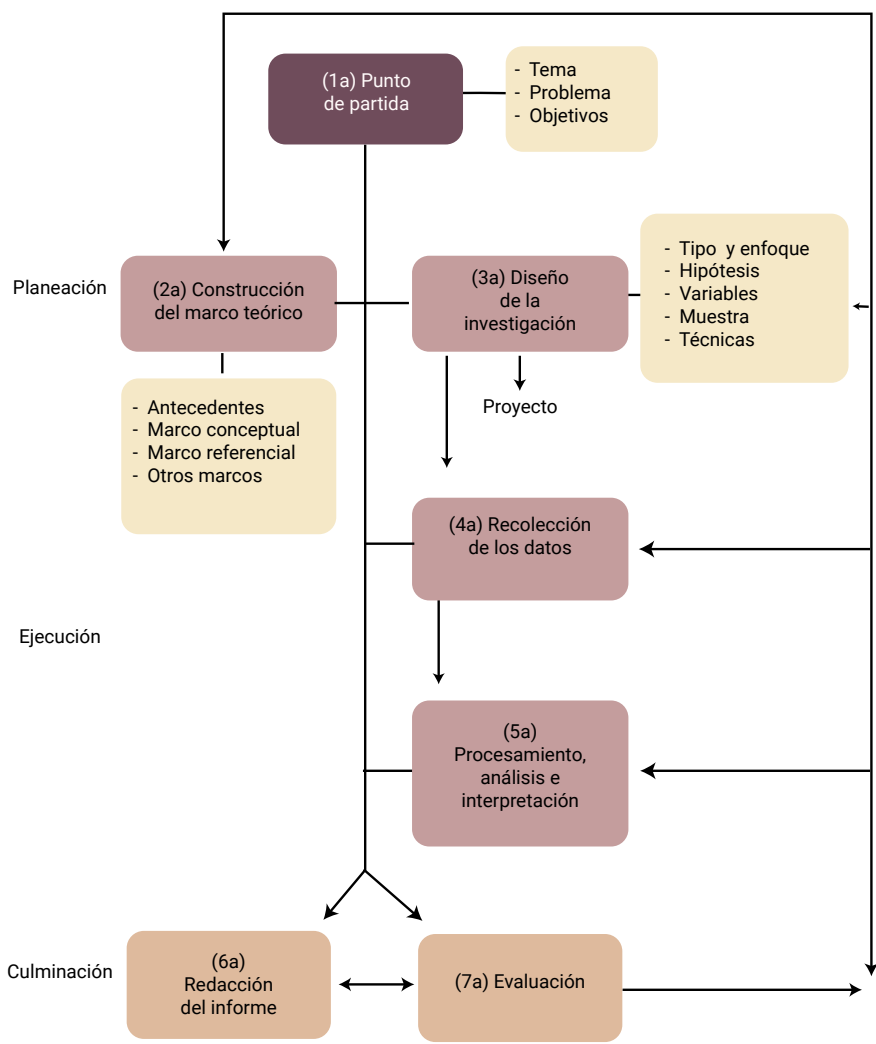 (1a) Punto
de partida
- Tema
- Problema
- Objetivos
Planeación
(2a) Construcción
del marco teórico
(3a) Diseño
de la
investigación
- Tipo y enfoque
- Hipótesis
- Variables
- Muestra
- Técnicas
- Antecedentes
- Marco conceptual
- Marco referencial
- Otros marcos
Proyecto
(4a) Recolección
de los datos
Ejecución
(5a)
Procesamiento,
análisis e
interpretación
Culminación
(6a)
Redacción
del informe
(7a) Evaluación